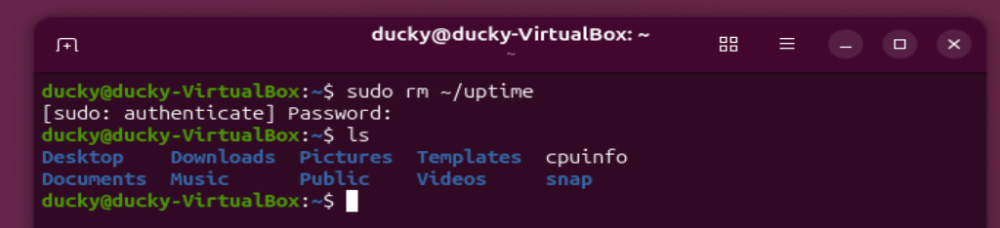 ducky@ducky-VirtualBox: ~
~
ducky@ducky-VirtualBox:~$ sudo rm ~/uptime
[sudo: authenticate] Password:
ducky@ducky-VirtualBox:~$ ls
Desktop    Downloads  Pictures  Templates  cpuinfo
Documents  Music      Public    Videos     snap
ducky@ducky-VirtualBox:~$